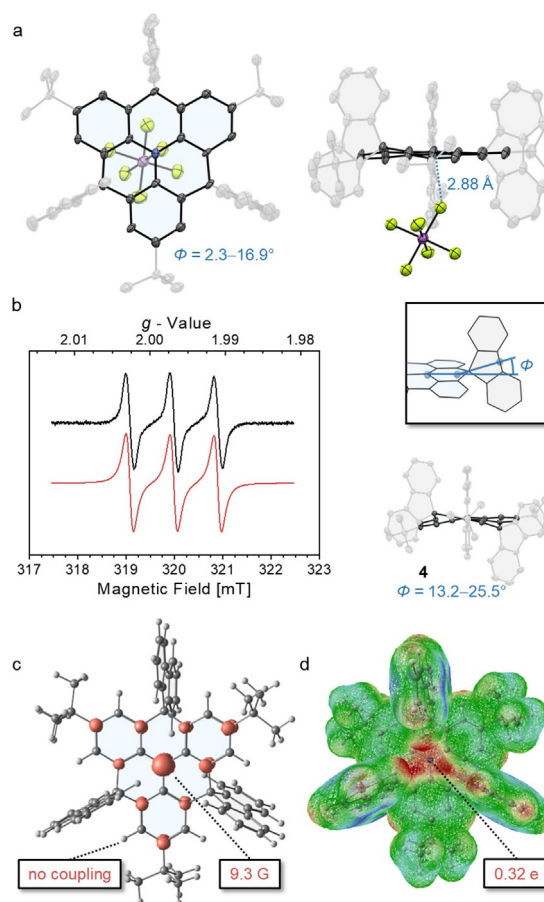 a
2.88 Å
Φ = 2.3–16.9°
b
g - Value
2.01 2.00 1.99 1.98
Φ
317 318 319 320 321 322 323
Magnetic Field [mT]
4
Φ = 13.2–25.5°
c
d
no coupling
9.3 G
0.32 e